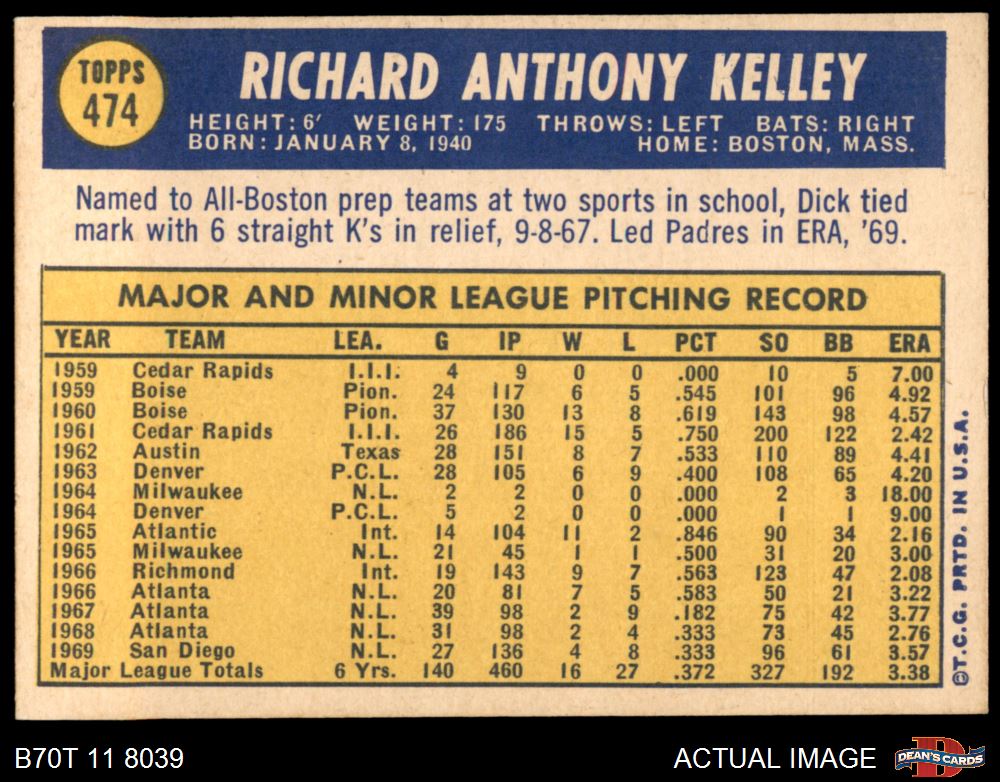 TOPPS
474
RICHARD ANTHONY KELLEY
HEIGHT: 6' WEIGHT: 175 THROWS: LEFT BATS: RIGHT
BORN: JANUARY 8, 1940 HOME: BOSTON, MASS.
Named to All-Boston prep teams at two sports in school, Dick tied
mark with 6 straight K's in relief, 9-8-67. Led Padres in ERA, '69.
MAJOR AND MINOR LEAGUE PITCHING RECORD
YEAR TEAM LEA. G IP W L PCT SO BB ERA
1959 Cedar Rapids I.I.I. 4 9 0 0 .000 10 5 7.00
1959 Boise Pion. 24 117 6 5 .545 101 96 4.92
1960 Boise Pion. 37 130 13 8 .619 143 98 4.57
1961 Cedar Rapids I.I.I. 26 186 15 5 .750 200 122 2.42
1962 Austin Texas 28 151 8 7 .533 110 89 4.41
1963 Denver P.C.L. 28 105 6 9 .400 108 65 4.20
1964 Milwaukee N.L. 2 2 0 0 .000 2 3 18.00
1964 Denver P.C.L. 5 2 0 0 .000 1 1 9.00
1965 Atlantic Int. 14 104 11 2 .846 90 34 2.16
1965 Milwaukee N.L. 21 45 1 1 .500 31 20 3.00
1966 Richmond Int. 19 143 9 7 .563 123 47 2.08
1966 Atlanta N.L. 20 81 7 5 .583 50 21 3.22
1967 Atlanta N.L. 39 98 2 9 .182 75 42 3.77
1968 Atlanta N.L. 31 98 2 4 .333 73 45 2.76
1969 San Diego N.L. 27 136 4 8 .333 96 61 3.57
Major League Totals 6 Yrs. 140 460 16 27 .372 327 192 3.38
©T.C.G. PRTD. IN U.S.A.
B70T 11 8039
ACTUAL IMAGE
D
DEAN'S CARDS